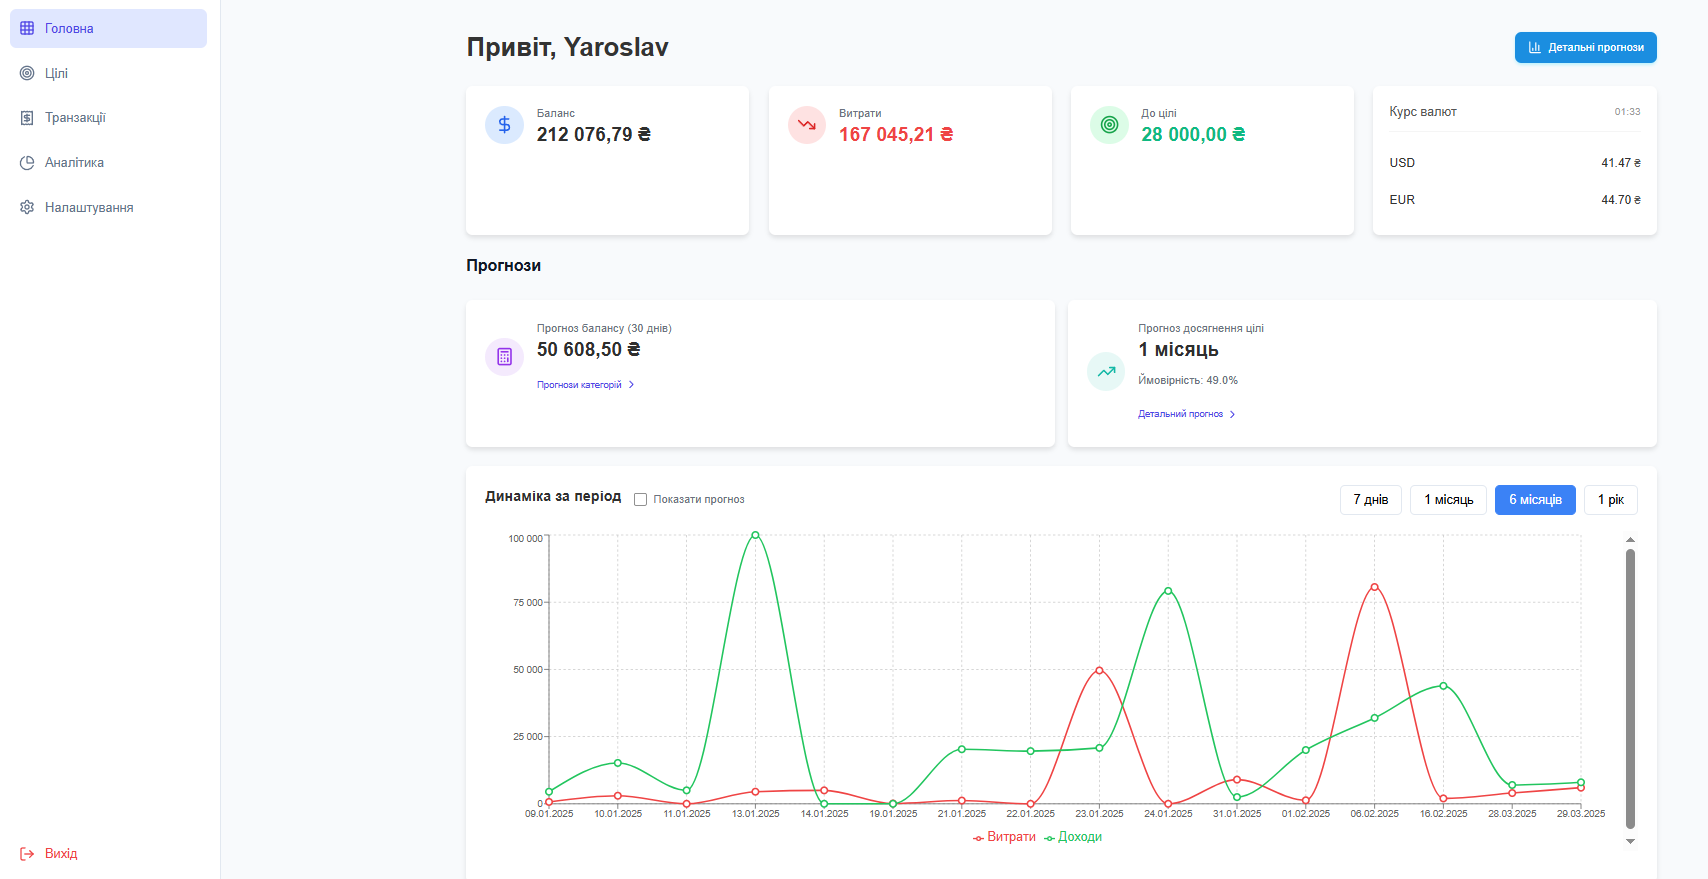 Головна
Цілі
Транзакції
Аналітика
Налаштування
Вихід
Привіт, Yaroslav
Детальні прогнози
Баланс
212 076,79 ₴
Витрати
167 045,21 ₴
До цілі
28 000,00 ₴
Курс валют 01:33
USD 41.47 ₴
EUR 44.70 ₴
Прогнози
Прогноз балансу (30 днів)
50 608,50 ₴
Прогнози категорій
Прогноз досягнення цілі
1 місяць
Ймовірність: 49.0%
Детальний прогноз
Динаміка за період Показати прогноз
7 днів 1 місяць 6 місяців 1 рік
100 000
75 000
50 000
25 000
0
09.01.2025 10.01.2025 11.01.2025 13.01.2025 14.01.2025 19.01.2025 21.01.2025 22.01.2025 23.01.2025 24.01.2025 31.01.2025 01.02.2025 06.02.2025 16.02.2025 28.03.2025 29.03.2025
Витрати Доходи